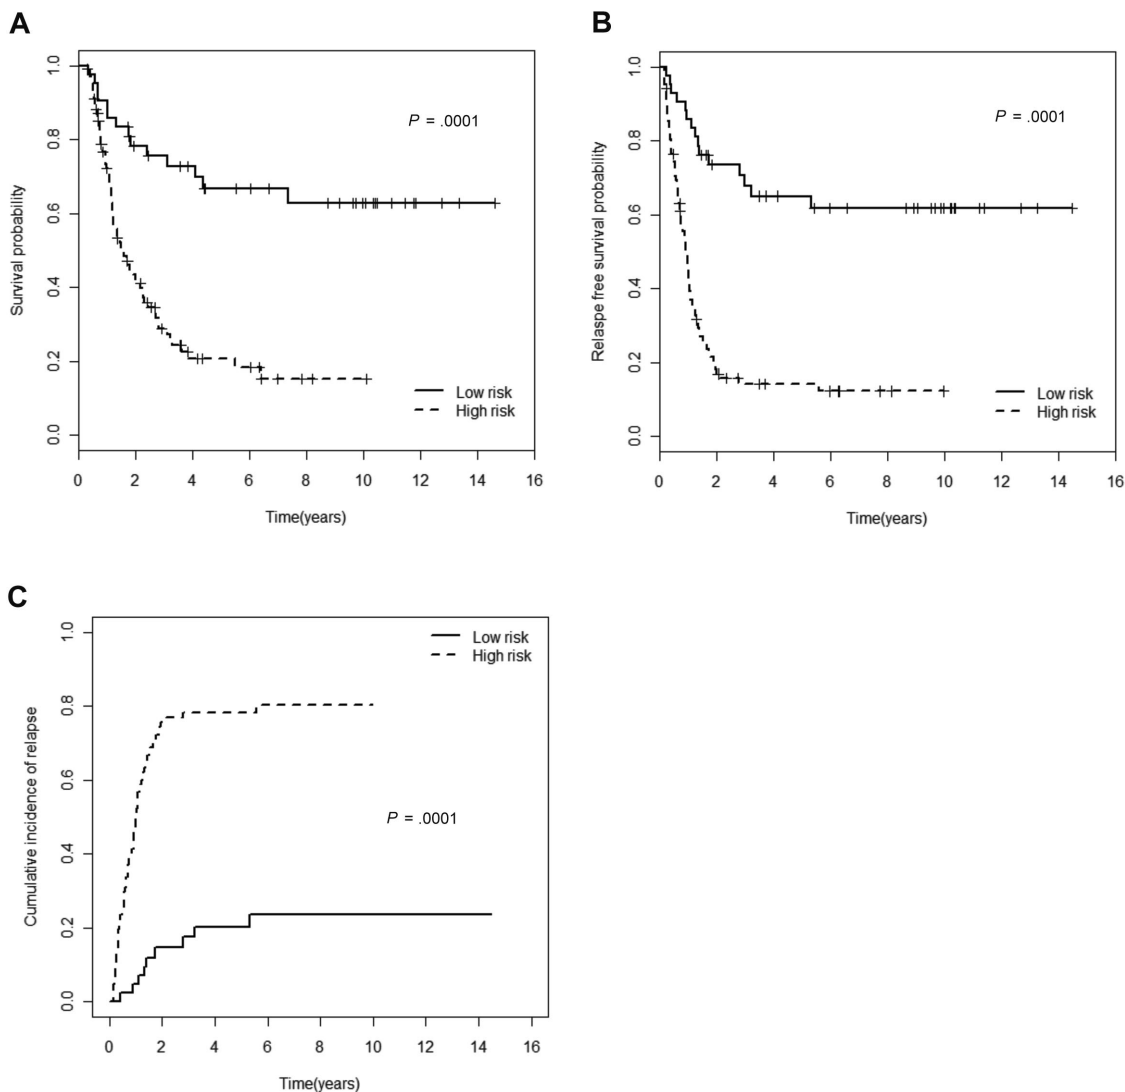 A
Survival probability
1.0
0.8
0.6
0.4
0.2
0.0
P = .0001
Low risk
High risk
0 2 4 6 8 10 12 14 16
Time(years)
B
Relaspe free survival probability
1.0
0.8
0.6
0.4
0.2
0.0
P = .0001
Low risk
High risk
0 2 4 6 8 10 12 14 16
Time(years)
C
Cumulative incidence of relapse
1.0
0.8
0.6
0.4
0.2
0.0
Low risk
High risk
P = .0001
0 2 4 6 8 10 12 14 16
Time(years)